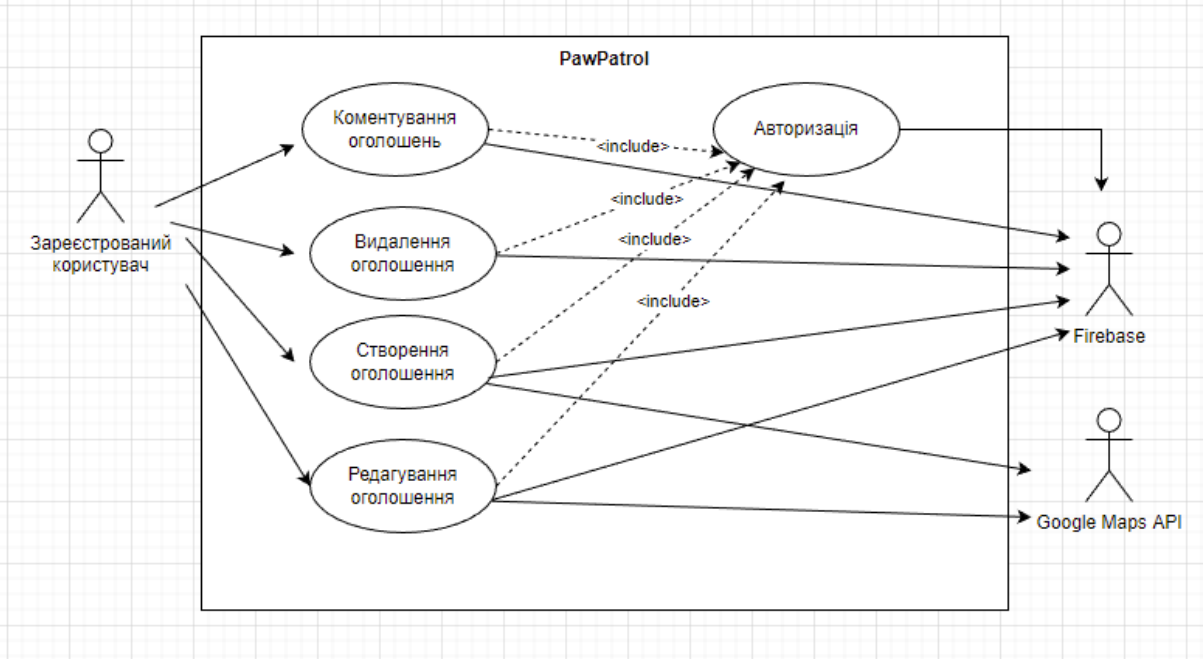 PawPatrol
Коментування
оголошень
Авторизація
<include>
Зареєстрований
користувач
Видалення
оголошення
<include>
<include>
Firebase
Створення
оголошення
<include>
Редагування
оголошення
Google Maps API